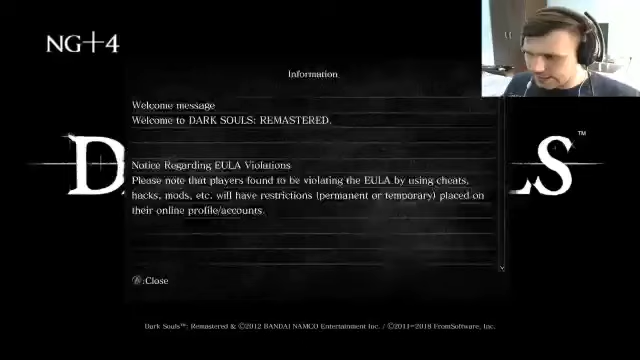 NG+4
Information
Welcome message
Welcome to DARK SOULS: REMASTERED.
Notice Regarding EULA Violations
Please note that players found to be violating the EULA by using cheats,
hacks, mods, etc. will have restrictions (permanent or temporary) placed on
their online profile/accounts.
:Close
Dark Souls™: Remastered & ©2012 BANDAI NAMCO Entertainment Inc. / ©2011-2018 FromSoftware, Inc.